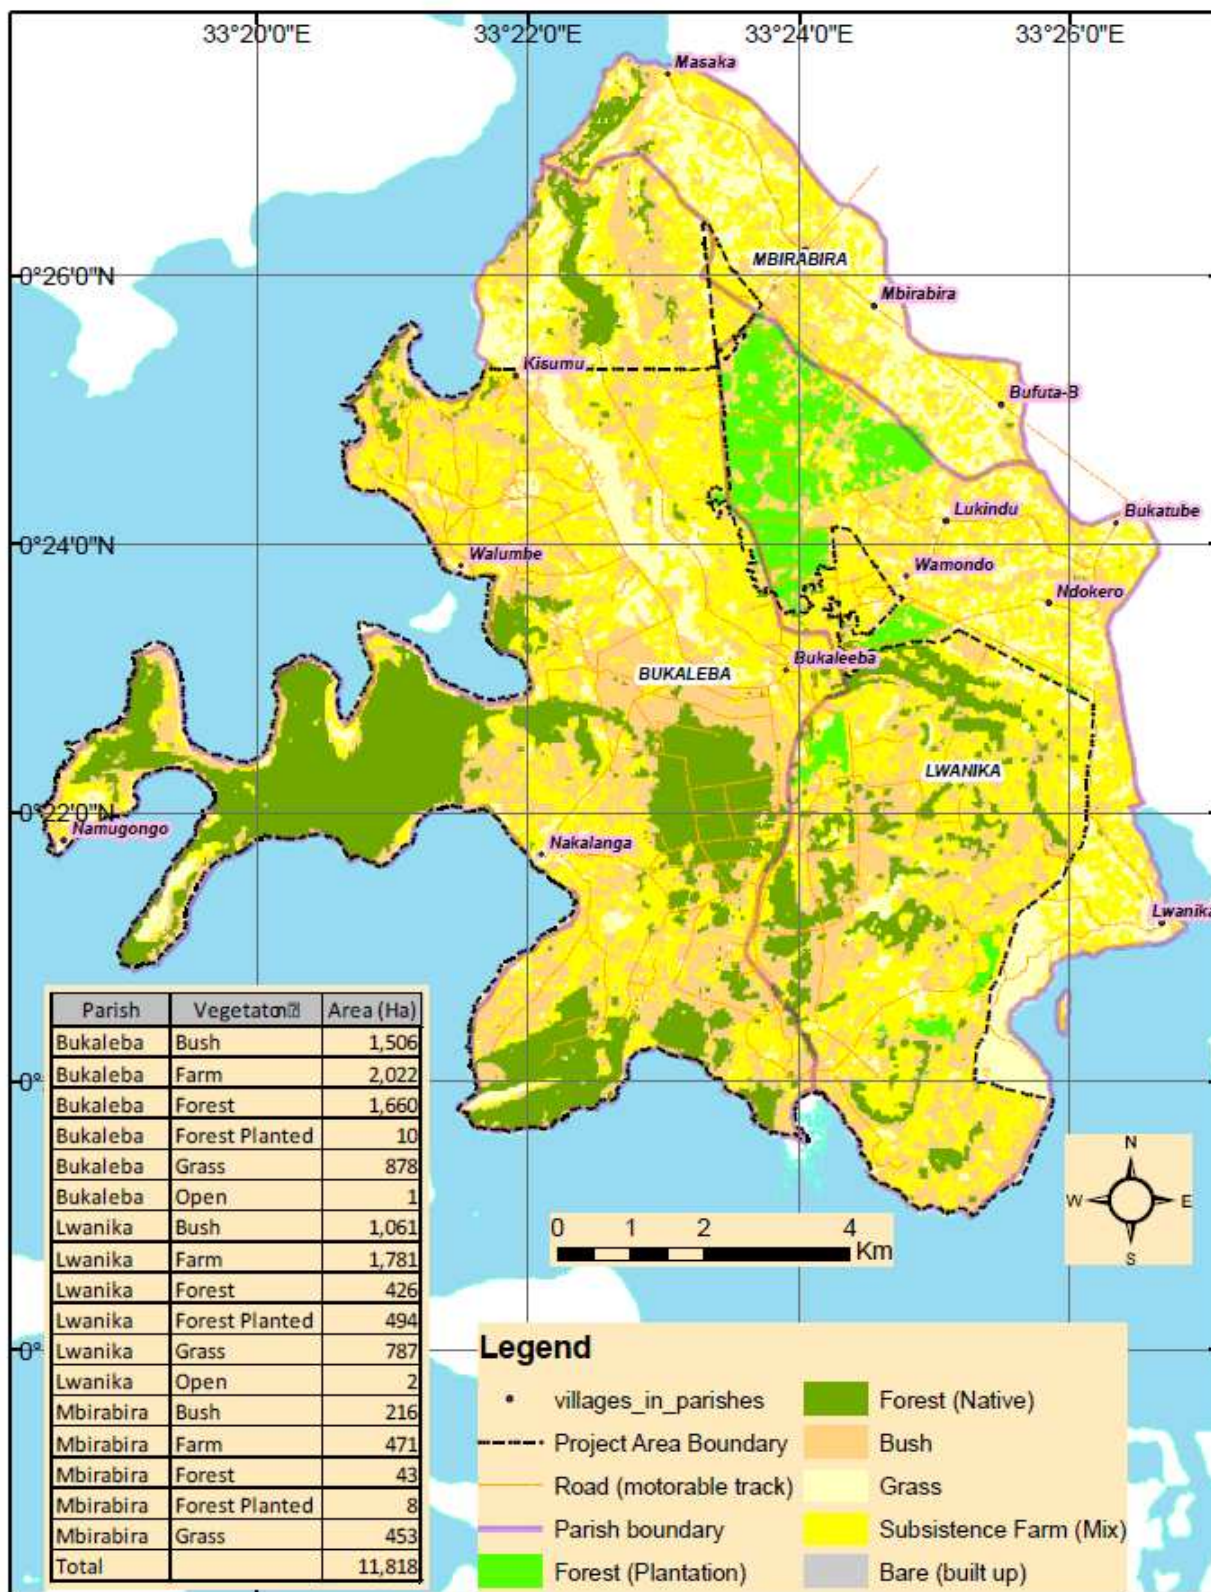 33°20'0"E 33°22'0"E 33°24'0"E 33°26'0"E
Masaka
0°26'0"N
MBIRABIRA
Mbirabira
Kisumu
Bufuta-B
Lukindu
Bukatube
0°24'0"N
Walumbe
Wamondo
Ndokero
BUKALEBA
Bukaleeba
LWANIKA
0°22'0"N
Namugongo
Nakalanga
Lwanika
Parish Vegetaton Area (Ha)
Bukaleba Bush 1,506
Bukaleba Farm 2,022
Bukaleba Forest 1,660
Bukaleba Forest Planted 10
Bukaleba Grass 878
Bukaleba Open 1
Lwanika Bush 1,061
Lwanika Farm 1,781
Lwanika Forest 426
Lwanika Forest Planted 494
Lwanika Grass 787
Lwanika Open 2
Mbirabira Bush 216
Mbirabira Farm 471
Mbirabira Forest 43
Mbirabira Forest Planted 8
Mbirabira Grass 453
Total 11,818
0°
0°
N
W E
S
0 1 2 4
Km
Legend
villages_in_parishes
Project Area Boundary
Road (motorable track)
Parish boundary
Forest (Plantation)
Forest (Native)
Bush
Grass
Subsistence Farm (Mix)
Bare (built up)